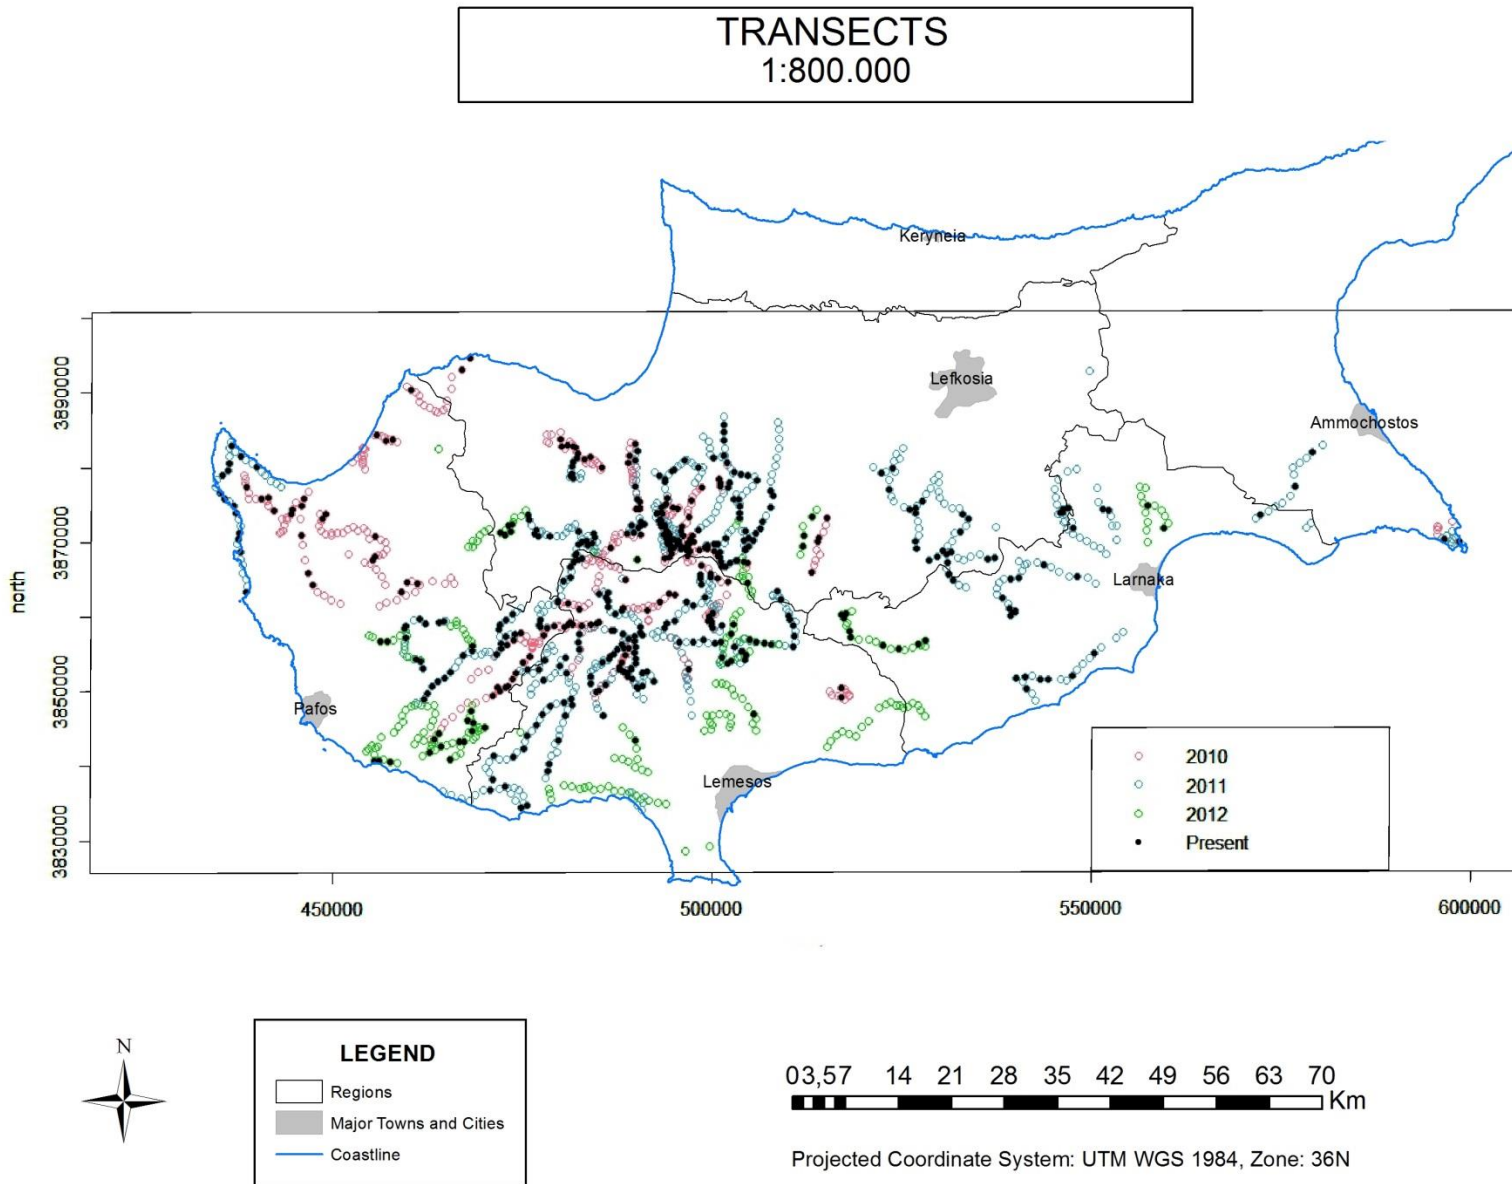 TRANSECTS
1:800.000
Keryneia
Lefkosia
Ammochostos
Larnaka
Pafos
Lemesos
north
3890000
3870000
3850000
3830000
2010
2011
2012
Present
450000
500000
550000
600000
N
LEGEND
Regions
Major Towns and Cities
Coastline
03,57 14 21 28 35 42 49 56 63 70
Km
Projected Coordinate System: UTM WGS 1984, Zone: 36N